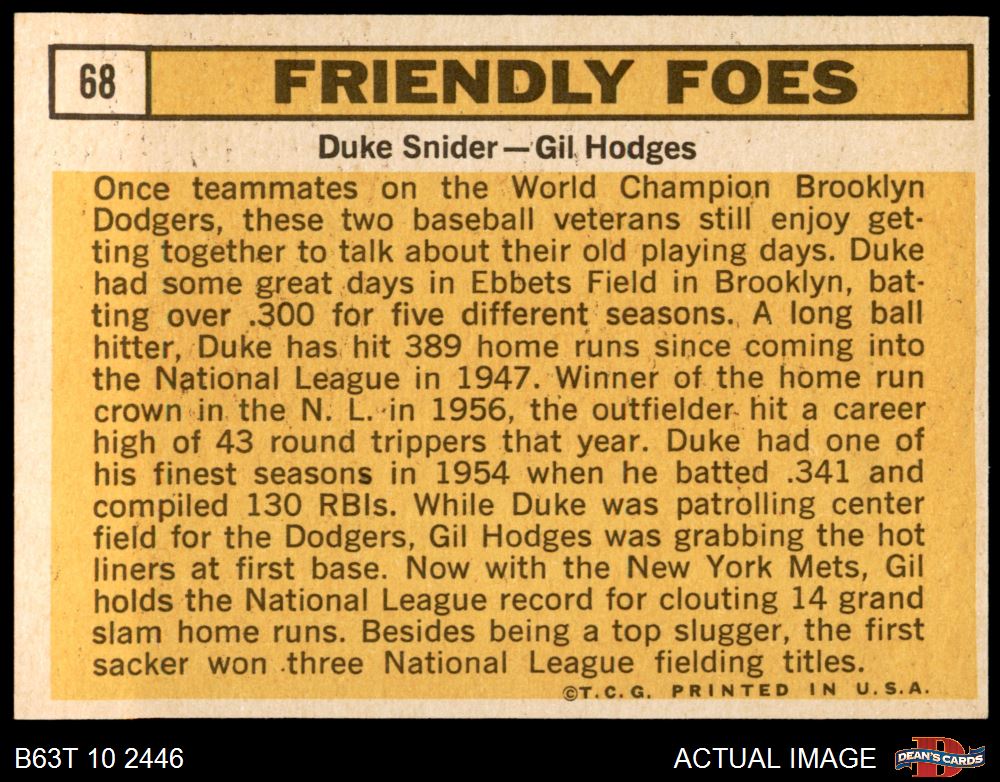 68
FRIENDLY FOES
Duke Snider—Gil Hodges
Once teammates on the World Champion Brooklyn
Dodgers, these two baseball veterans still enjoy get-
ting together to talk about their old playing days. Duke
had some great days in Ebbets Field in Brooklyn, bat-
ting over .300 for five different seasons. A long ball
hitter, Duke has hit 389 home runs since coming into
the National League in 1947. Winner of the home run
crown in the N. L. in 1956, the outfielder hit a career
high of 43 round trippers that year. Duke had one of
his finest seasons in 1954 when he batted .341 and
compiled 130 RBIs. While Duke was patrolling center
field for the Dodgers, Gil Hodges was grabbing the hot
liners at first base. Now with the New York Mets, Gil
holds the National League record for clouting 14 grand
slam home runs. Besides being a top slugger, the first
sacker won three National League fielding titles.
©T.C.G. PRINTED IN U.S.A.
B63T 10 2446
ACTUAL IMAGE
D
DEAN'S CARDS